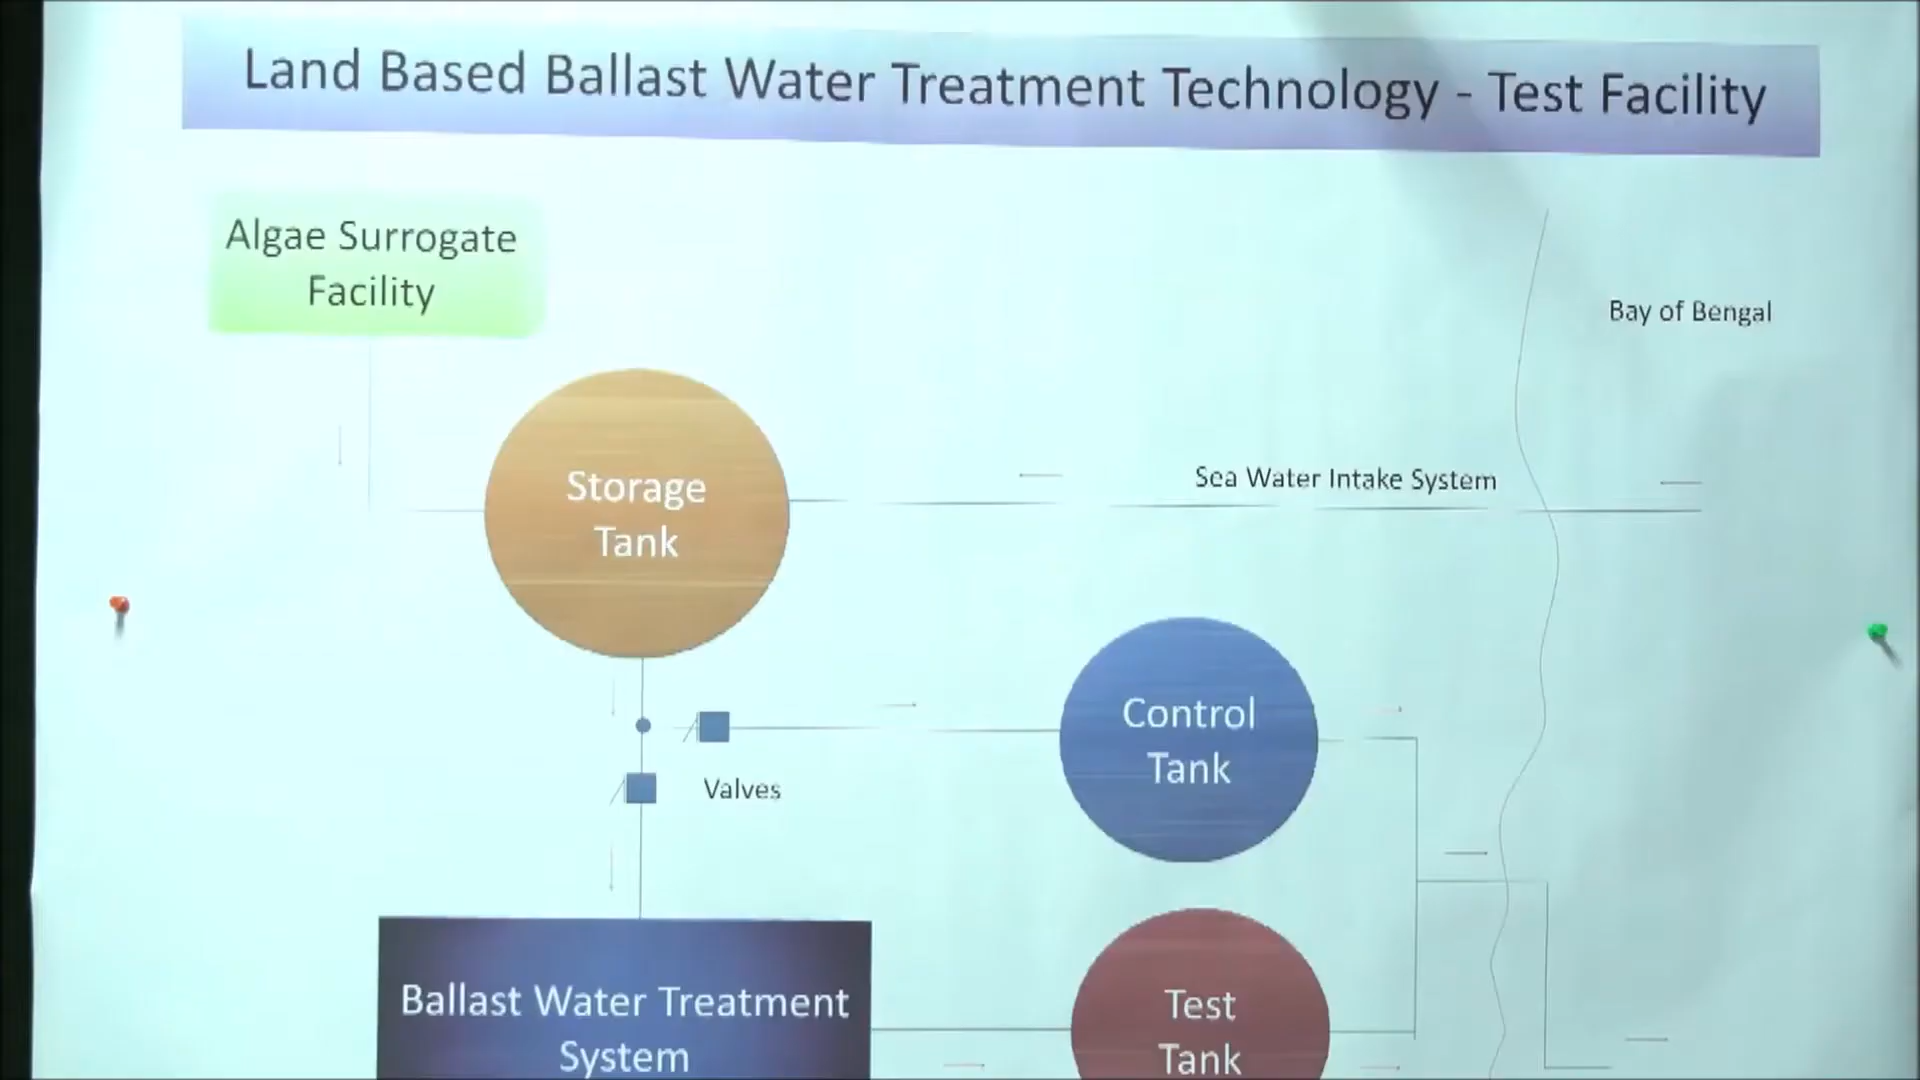 Land Based Ballast Water Treatment Technology - Test Facility
Algae Surrogate
Facility
Bay of Bengal
Storage
Tank
Sea Water Intake System
Control
Tank
Valves
Ballast Water Treatment
System
Test
Tank